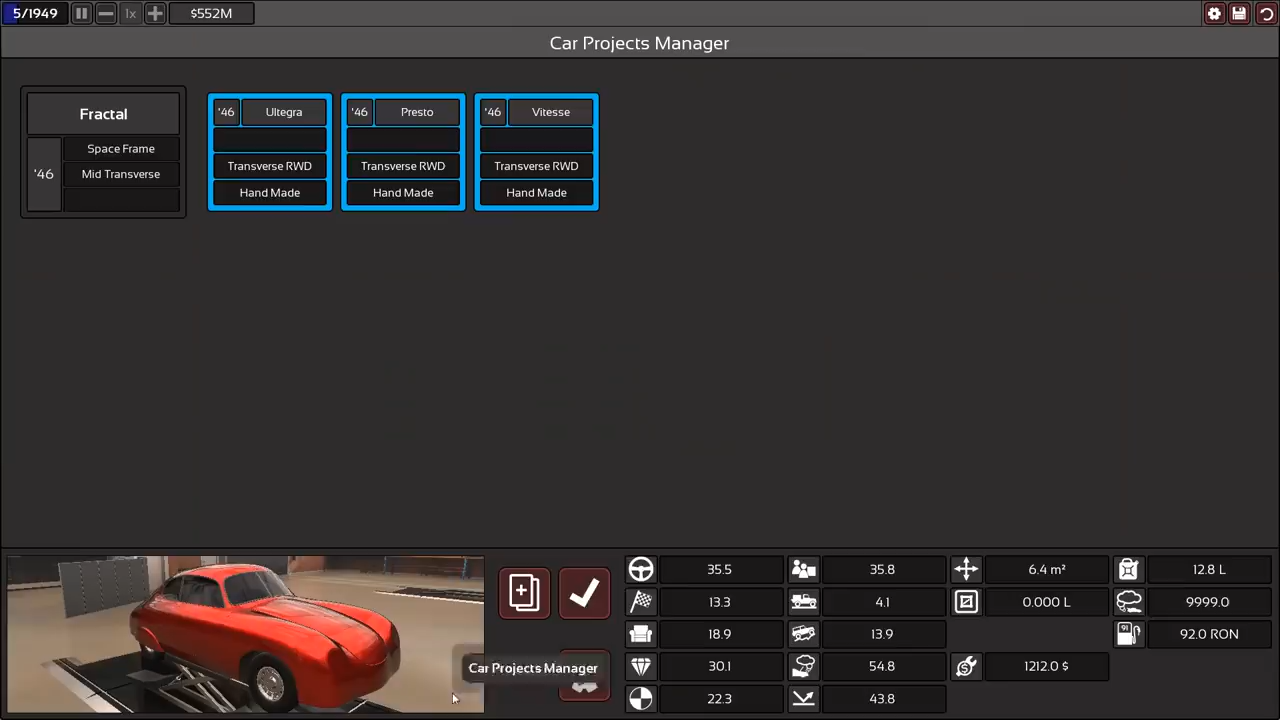 5/1949
1x
$552M
Car Projects Manager
Fractal
'46
Space Frame
Mid Transverse
'46 Ultegra
Transverse RWD
Hand Made
'46 Presto
Transverse RWD
Hand Made
'46 Vitesse
Transverse RWD
Hand Made
Car Projects Manager
35.5
35.8
6.4 m²
12.8 L
13.3
4.1
0.000 L
9999.0
18.9
13.9
91
92.0 RON
30.1
54.8
1212.0 $
22.3
43.8